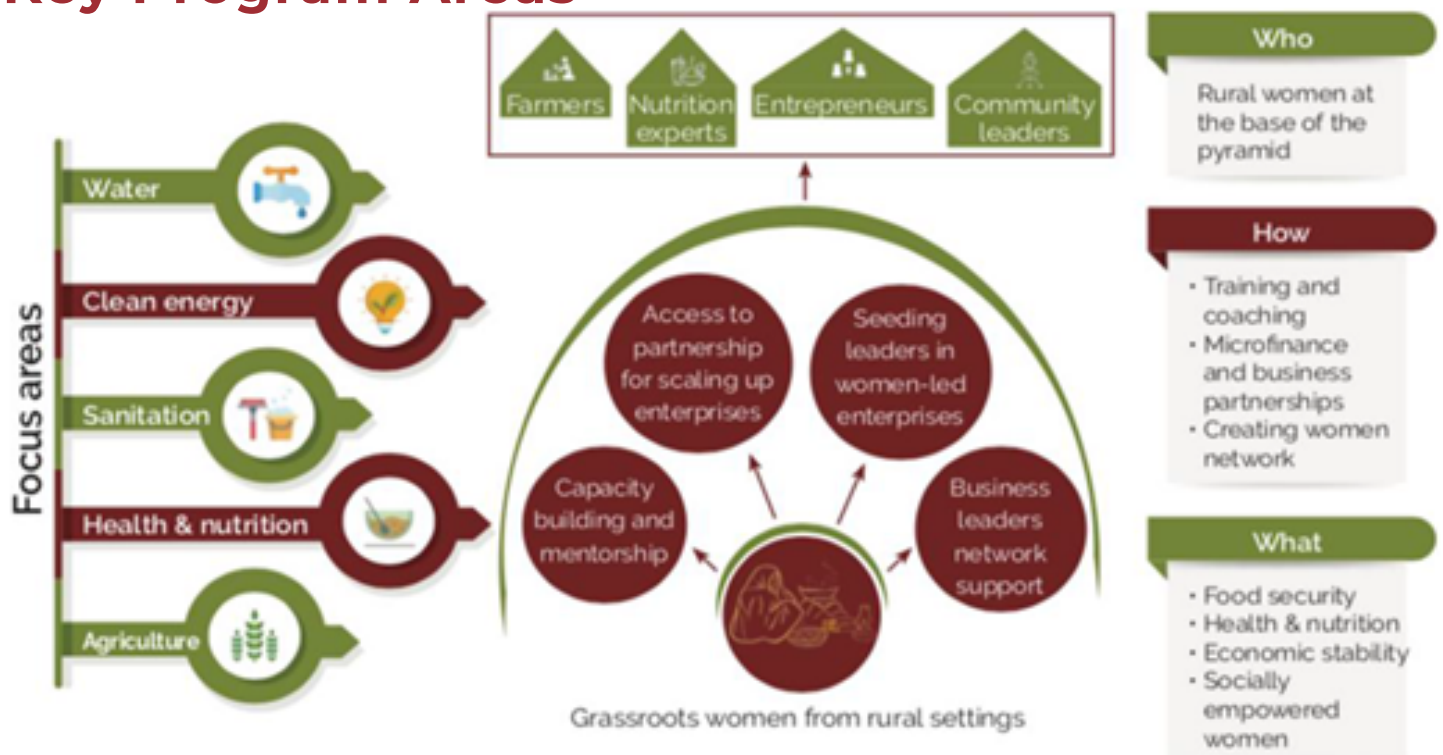 Key Program Areas
Focus areas
Water
Clean energy
Sanitation
Health & nutrition
Agriculture
Farmers
Nutrition
experts
Entrepreneurs
Community
leaders
Access to
partnership
for scaling up
enterprises
Seeding
leaders in
women-led
enterprises
Capacity
building and
mentorship
Business
leaders
network
support
Grassroots women from rural settings
Who
Rural women at
the base of the
pyramid
How
• Training and
coaching
• Microfinance
and business
partnerships
• Creating women
network
What
• Food security
• Health & nutrition
• Economic stability
• Socially
empowered
women